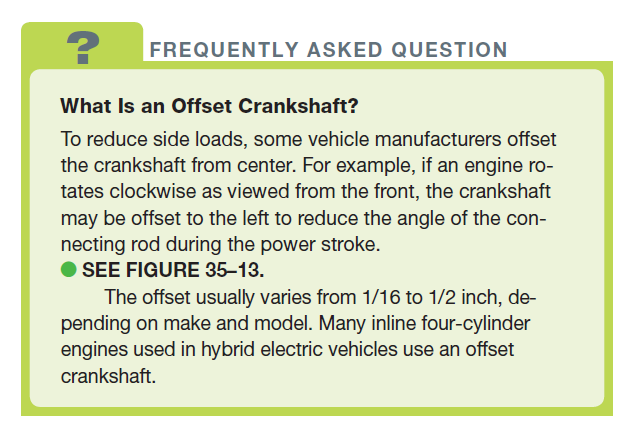 ?
FREQUENTLY ASKED QUESTION
What Is an Offset Crankshaft?
To reduce side loads, some vehicle manufacturers offset
the crankshaft from center. For example, if an engine ro-
tates clockwise as viewed from the front, the crankshaft
may be offset to the left to reduce the angle of the con-
necting rod during the power stroke.
● SEE FIGURE 35–13.
The offset usually varies from 1/16 to 1/2 inch, de-
pending on make and model. Many inline four-cylinder
engines used in hybrid electric vehicles use an offset
crankshaft.